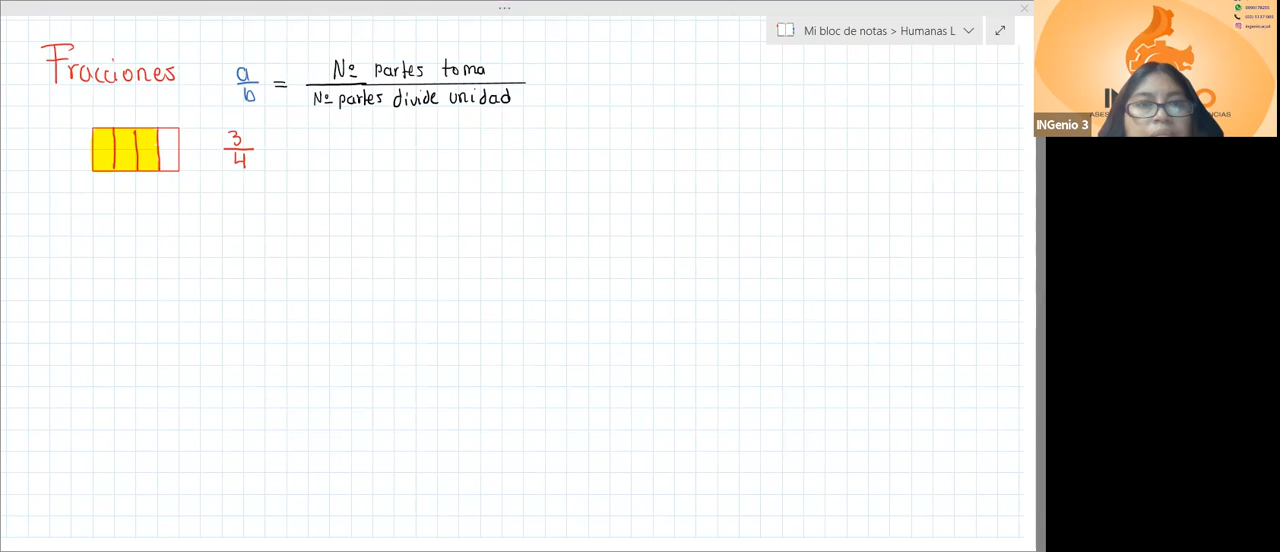 Mi bloc de notas > Humanas L
Fracciones
a/b = Nº partes toma / Nº partes divide unidad
3/4
INGenio 3